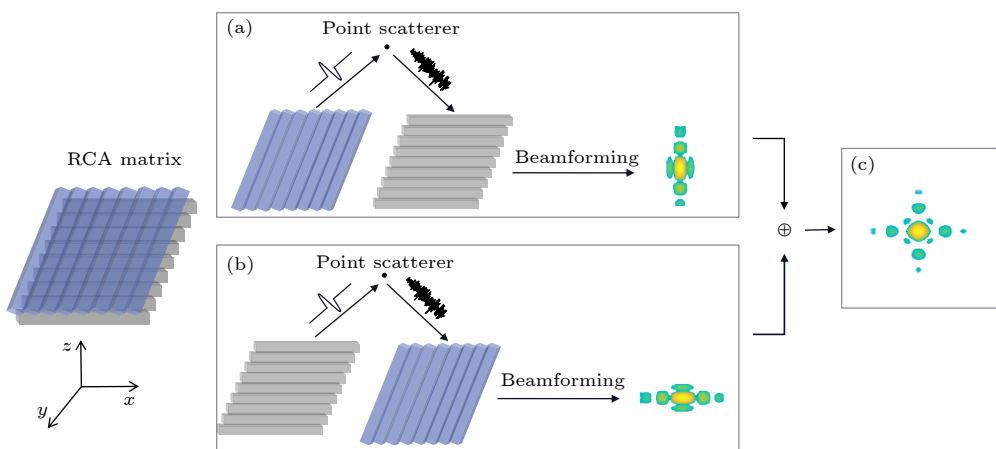 (a)
Point scatterer
Beamforming
RCA matrix
(b)
Point scatterer
Beamforming
⊕
(c)
z
x
y